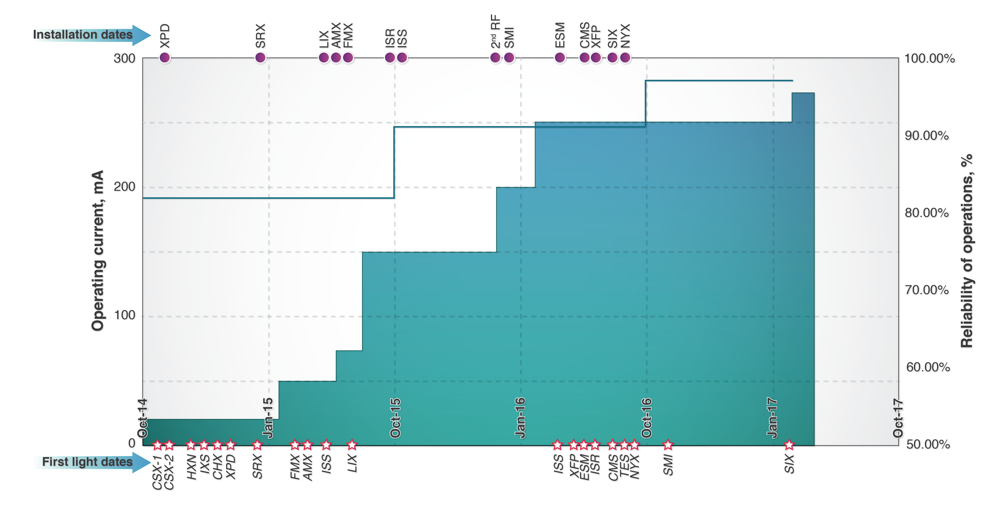 Installation dates
XPD
SRX
LIX
AMX
FMX
ISR
ISS
2nd RF
SMI
ESM
CMS
XFP
SIX
NYX
300
200
100
0
Operating current, mA
100.00%
90.00%
80.00%
70.00%
60.00%
50.00%
Reliability of operations, %
Oct-14
Jan-15
Oct-15
Jan-16
Oct-16
Jan-17
Oct-17
First light dates
CSX-1
CSX-2
HXN
IXS
CHX
XPD
SRX
FMX
AMX
ISS
LIX
ISS
XFP
ESM
ISR
CMS
TES
NYX
SMI
SIX